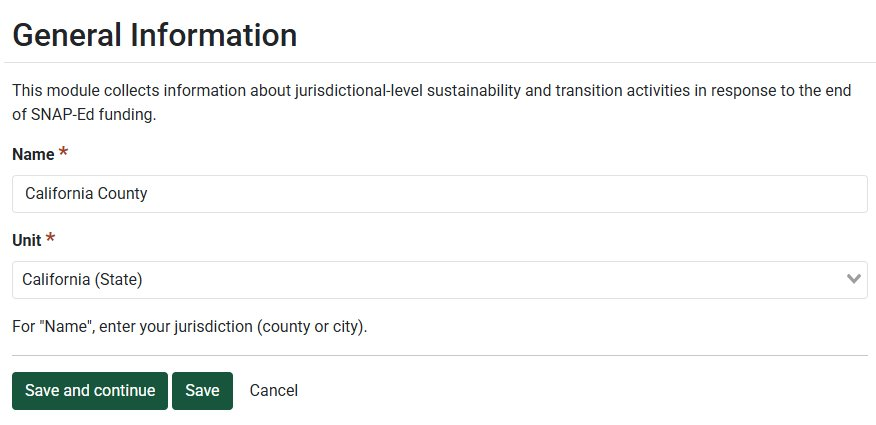 General Information
This module collects information about jurisdictional-level sustainability and transition activities in response to the end
of SNAP-Ed funding.
Name *
California County
Unit *
California (State)
For "Name", enter your jurisdiction (county or city).
Save and continue Save Cancel